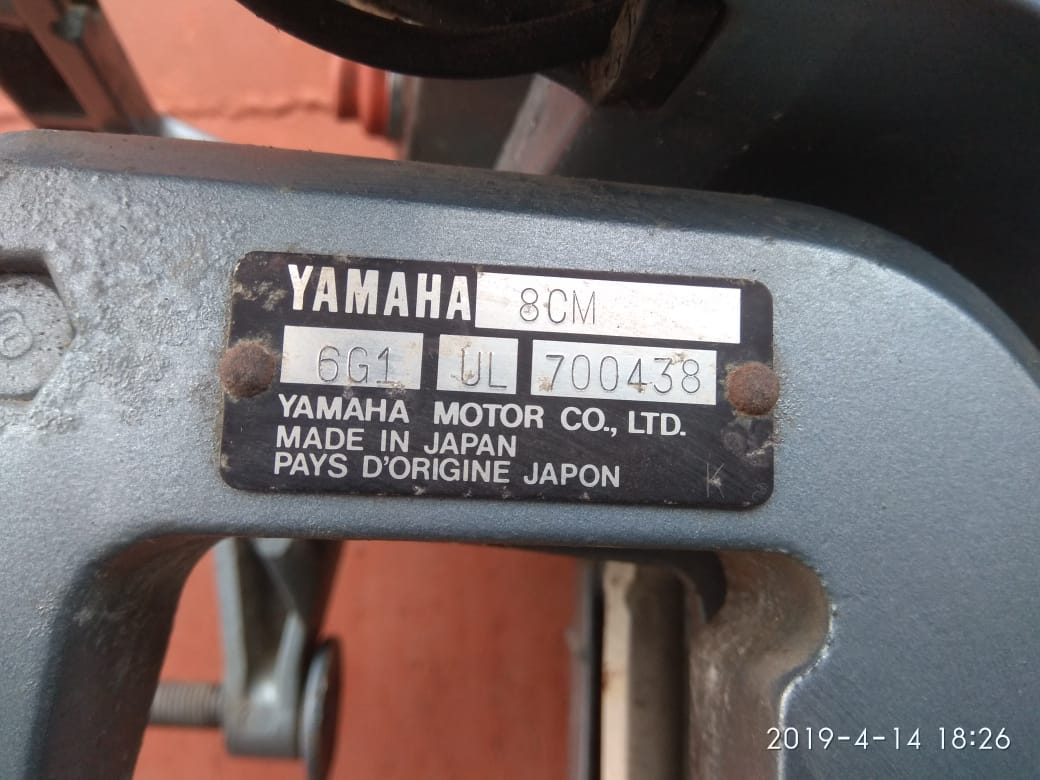 YAMAHA 8CM
6G1 UL 700438
YAMAHA MOTOR CO., LTD.
MADE IN JAPAN
PAYS D'ORIGINE JAPON
K
8
2019-4-14 18:26